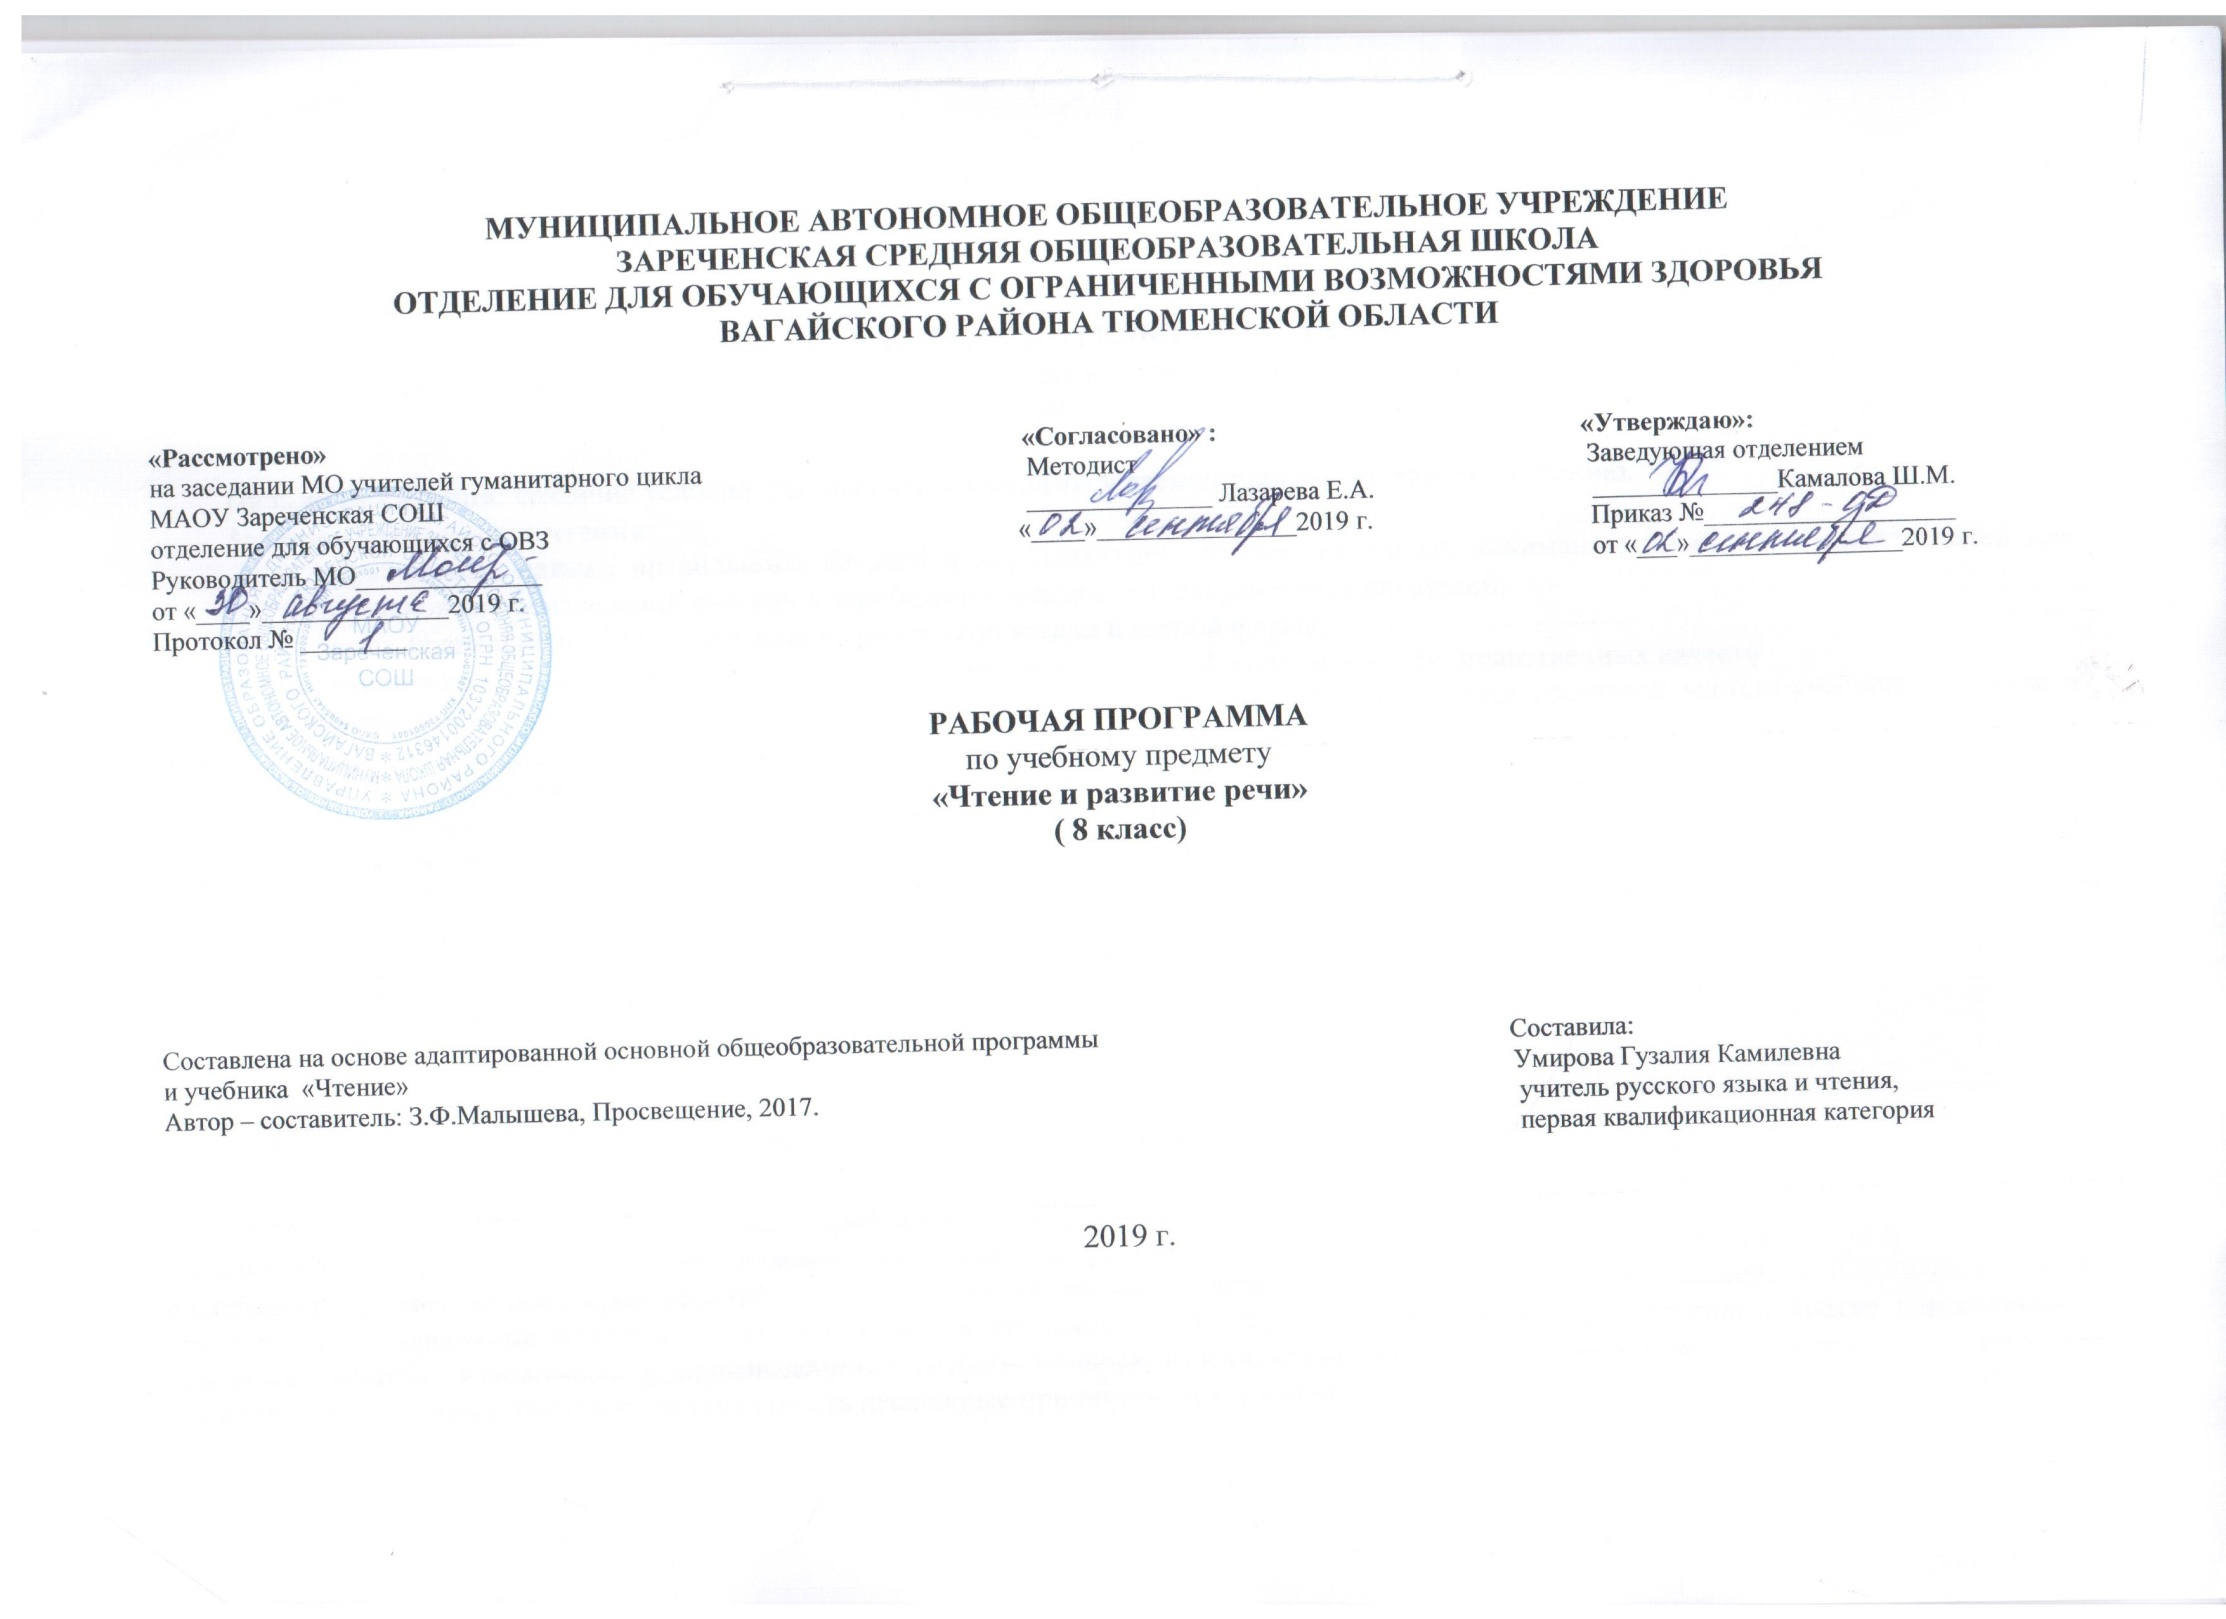 МУНИЦИПАЛЬНОЕ АВТОНОМНОЕ ОБЩЕОБРАЗОВАТЕЛЬНОЕ УЧРЕЖДЕНИЕ
ЗАРЕЧЕНСКАЯ СРЕДНЯЯ ОБЩЕОБРАЗОВАТЕЛЬНАЯ ШКОЛА
ОТДЕЛЕНИЕ ДЛЯ ОБУЧАЮЩИХСЯ С ОГРАНИЧЕННЫМИ ВОЗМОЖНОСТЯМИ ЗДОРОВЬЯ
ВАГАЙСКОГО РАЙОНА ТЮМЕНСКОЙ ОБЛАСТИ
«Рассмотрено»
на заседании МО учителей гуманитарного цикла
МАОУ Зареченская СОШ
отделение для обучающихся с ОВЗ
Руководитель МО
от «30» августа 2019 г.
Протокол № 1
МАОУ
Зареченская
СОШ
«Согласовано» :
Методист
Лазарева Е.А.
«02» сентября 2019 г.
«Утверждаю»:
Заведующая отделением
Камалова Ш.М.
Приказ № 248 - ОД
от «02» сентября 2019 г.
РАБОЧАЯ ПРОГРАММА
по учебному предмету
«Чтение и развитие речи»
( 8 класс)
Составлена на основе адаптированной основной общеобразовательной программы
и учебника «Чтение»
Автор – составитель: З.Ф.Малышева, Просвещение, 2017.
Составила:
Умирова Гузалия Камилевна
учитель русского языка и чтения,
первая квалификационная категория
2019 г.